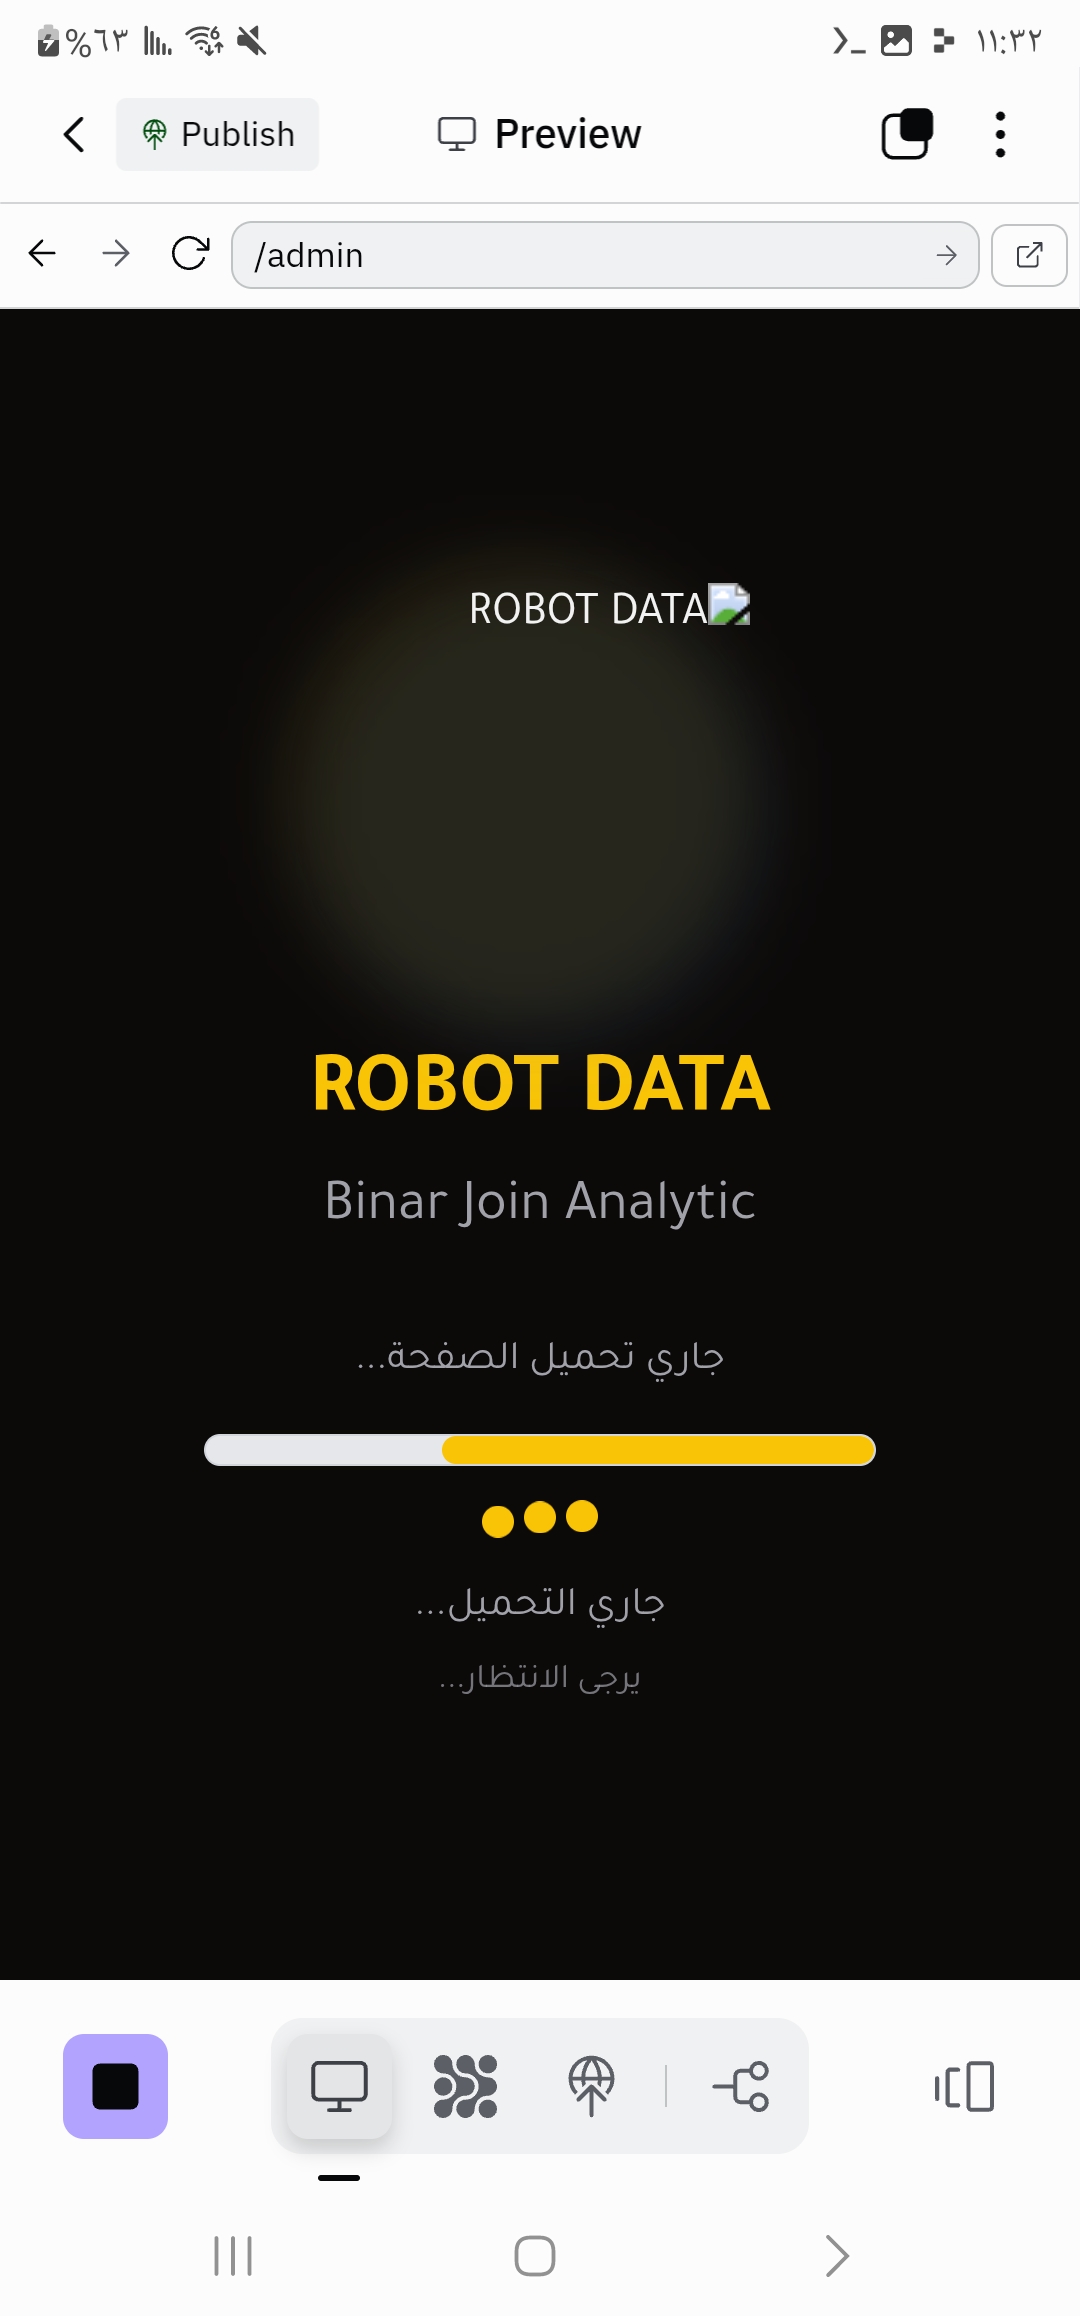 %٦٣
١١:٣٢
Publish
Preview
/admin
ROBOT DATA
ROBOT DATA
Binar Join Analytic
جاري تحميل الصفحة...
جاري التحميل...
يرجى الانتظار...